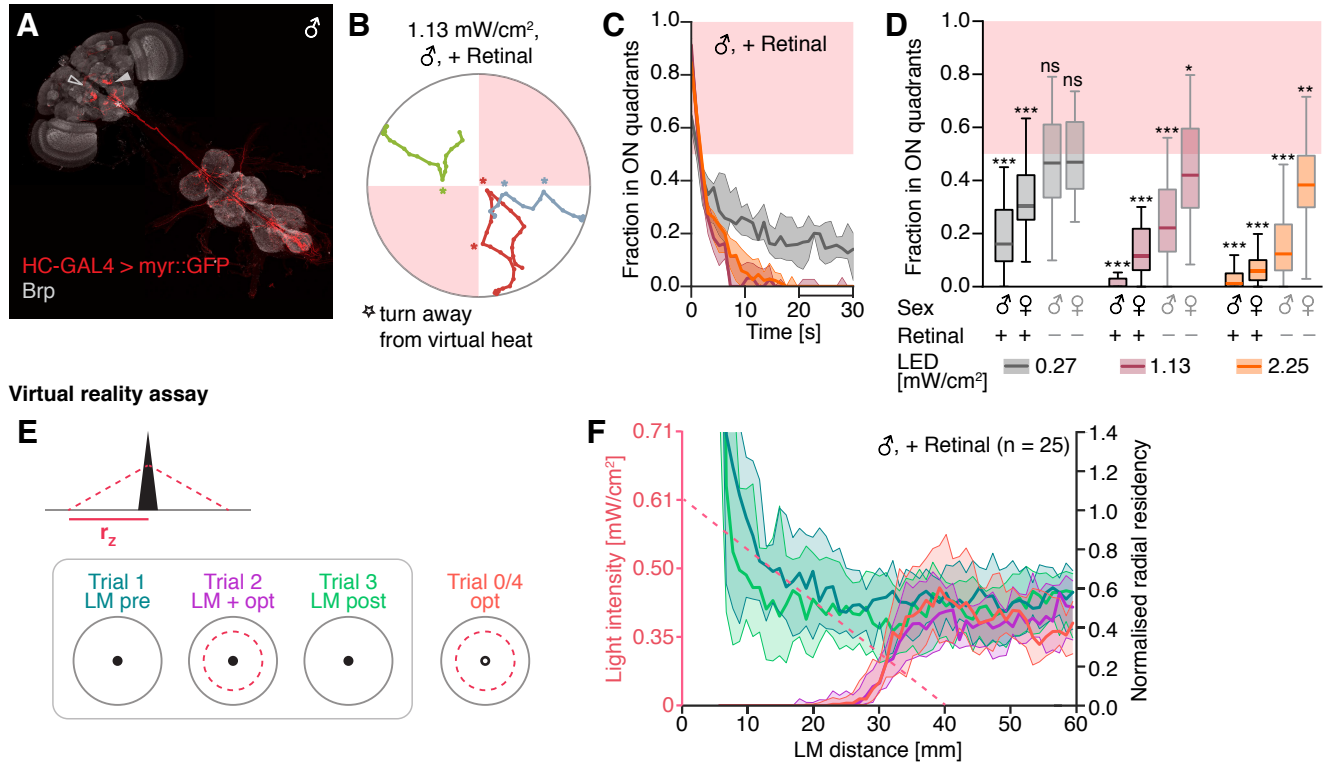 A
♂
HC-GAL4 > myr::GFP
Brp
B
1.13 mW/cm²,
♂, + Retinal
*
*
*
*
*
☆ turn away
from virtual heat
C
♂, + Retinal
Fraction in ON quadrants
1.0
0.8
0.6
0.4
0.2
0.0
0 10 20 30
Time [s]
D
Fraction in ON quadrants
1.0
0.8
0.6
0.4
0.2
0.0
*** *** ns ns *** *** *** * *** *** *** **
Sex ♂ ♀ ♂ ♀ ♂ ♀ ♂ ♀ ♂ ♀ ♂ ♀
Retinal + + − − + + − − + + − −
LED 0.27 1.13 2.25
[mW/cm²]
Virtual reality assay
E
r_z
Trial 1 Trial 2 Trial 3 Trial 0/4
LM pre LM + opt LM post opt
F
♂, + Retinal (n = 25)
Light intensity [mW/cm²]
0.71
0.61
0.50
0.35
0
Normalised radial residency
1.4
1.2
1.0
0.8
0.6
0.4
0.2
0.0
0 10 20 30 40 50 60
LM distance [mm]